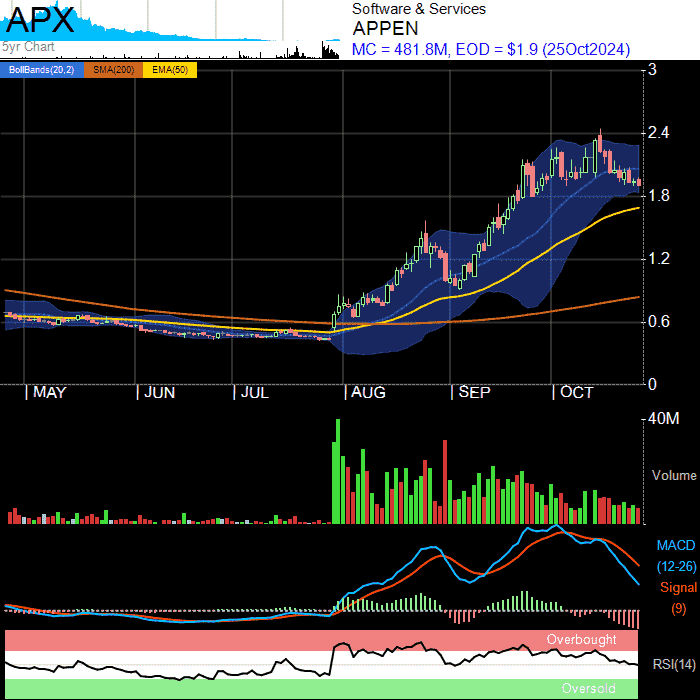 APX
5yr Chart
Software & Services
APPEN
MC = 481.8M, EOD = $1.9 (25Oct2024)
BollBands(20,2) SMA(200) EMA(50)
3
2.4
1.8
1.2
0.6
0
MAY JUN JUL AUG SEP OCT
40M
Volume
MACD
(12-26)
Signal
(9)
Overbought
RSI(14)
Oversold